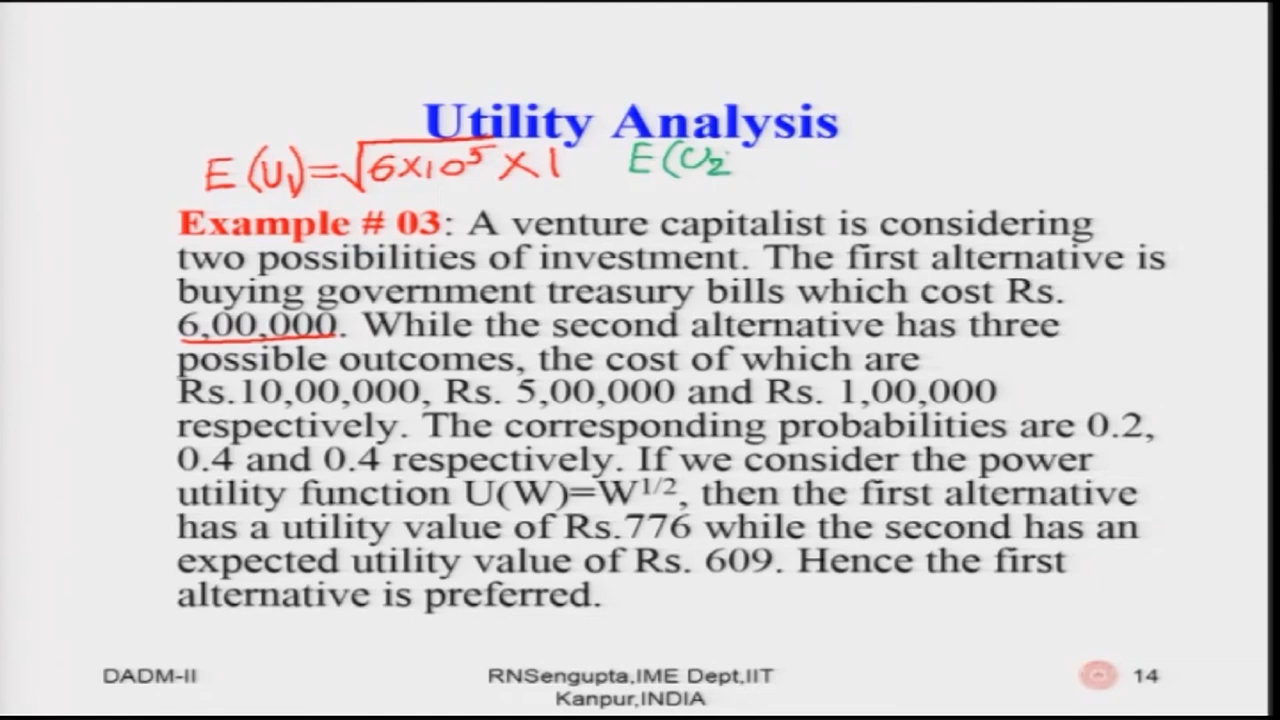 Utility Analysis
E(U₁)=√6×10⁵ × 1 E(U₂
Example # 03: A venture capitalist is considering
two possibilities of investment. The first alternative is
buying government treasury bills which cost Rs.
6,00,000. While the second alternative has three
possible outcomes, the cost of which are
Rs.10,00,000, Rs. 5,00,000 and Rs. 1,00,000
respectively. The corresponding probabilities are 0.2,
0.4 and 0.4 respectively. If we consider the power
utility function U(W)=W^1/2, then the first alternative
has a utility value of Rs.776 while the second has an
expected utility value of Rs. 609. Hence the first
alternative is preferred.
DADM-II
RNSengupta,IME Dept,IIT
Kanpur,INDIA
14